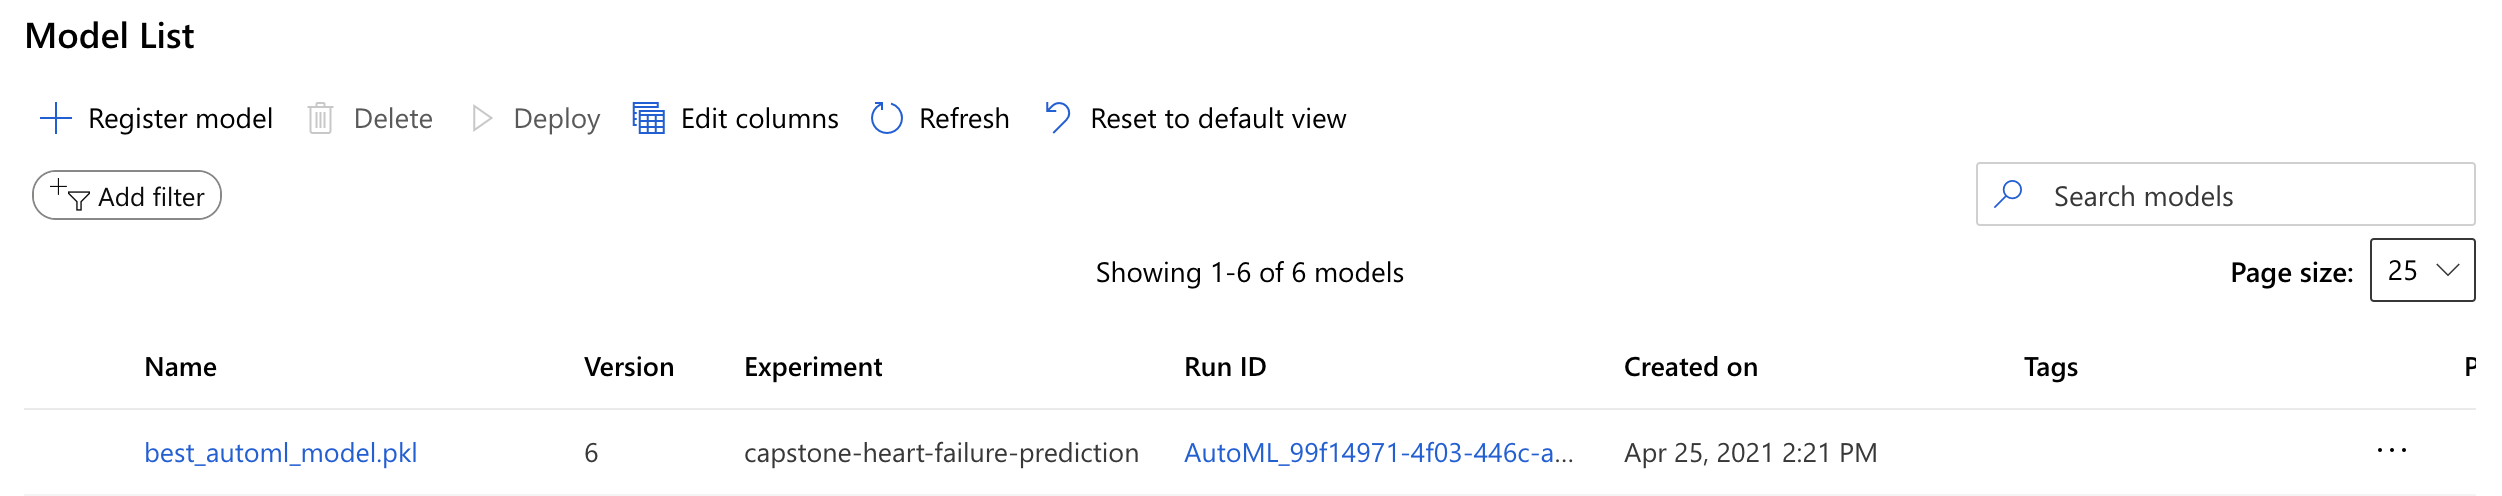 Model List
Register model Delete Deploy Edit columns Refresh Reset to default view
Add filter Search models
Showing 1-6 of 6 models Page size: 25
Name Version Experiment Run ID Created on Tags P
best_automl_model.pkl 6 capstone-heart-failure-prediction AutoML_99f14971-4f03-446c-a... Apr 25, 2021 2:21 PM ...